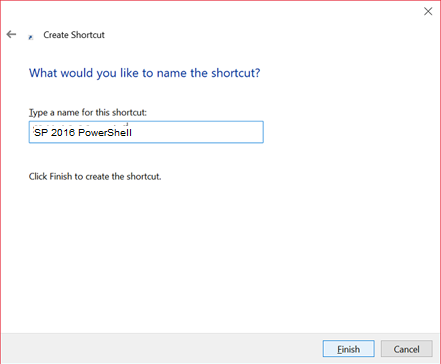 Create Shortcut
What would you like to name the shortcut?
Type a name for this shortcut:
SP 2016 PowerShell
Click Finish to create the shortcut.
Finish Cancel